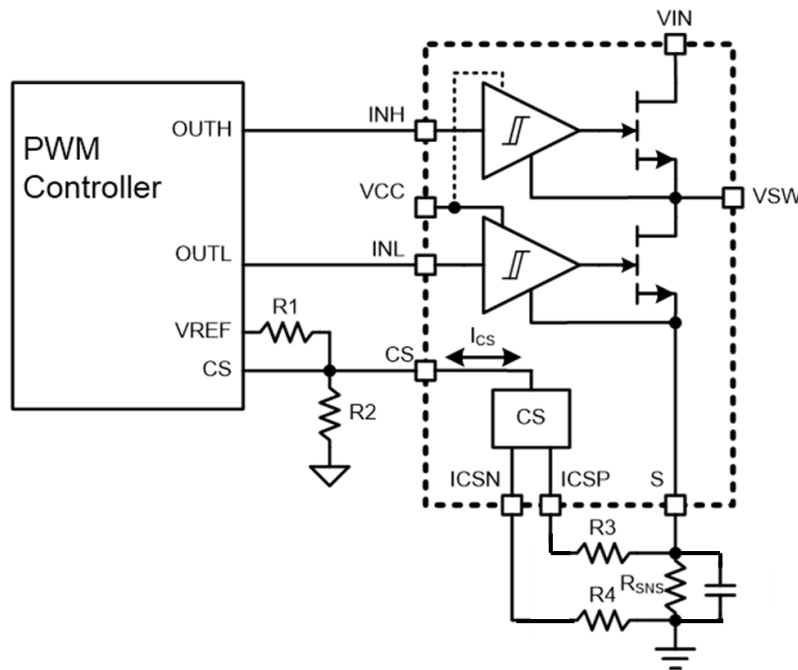 VIN
PWM
Controller
OUTH
INH
VCC
VSW
OUTL
INL
R1
VREF
CS
CS
ICS
R2
CS
ICSN
ICSP
S
R3
RSNS
R4